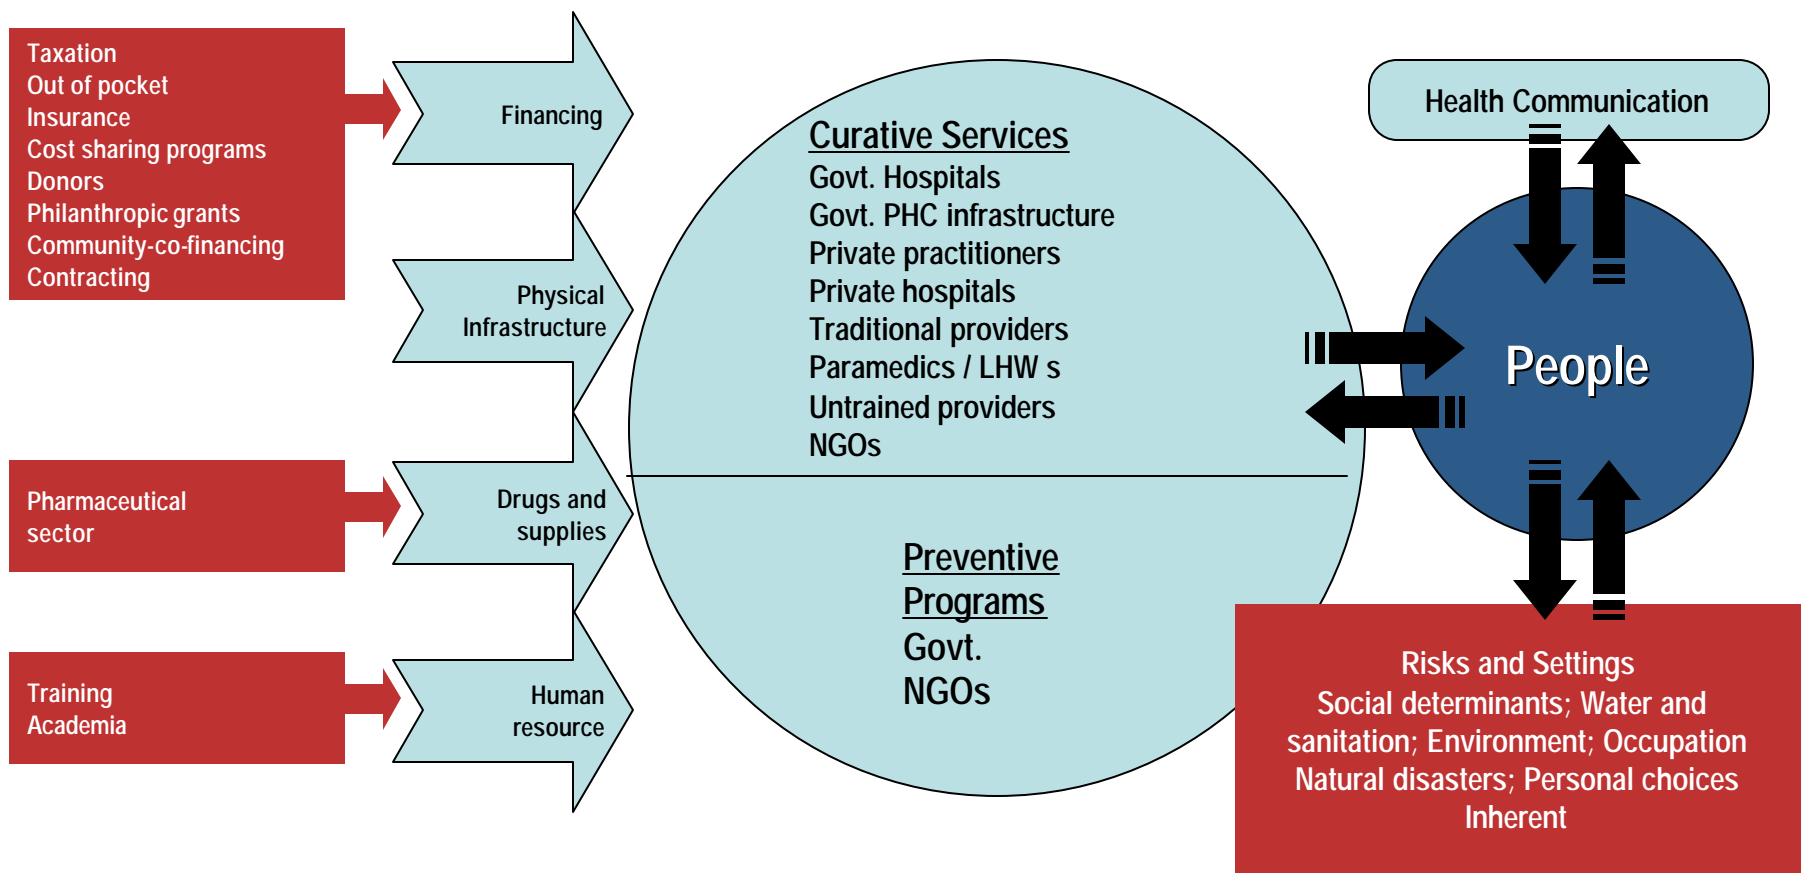 Taxation
Out of pocket
Insurance
Cost sharing programs
Donors
Philanthropic grants
Community-co-financing
Contracting
Pharmaceutical
sector
Training
Academia
Financing
Physical
Infrastructure
Drugs and
supplies
Human
resource
Curative Services
Govt. Hospitals
Govt. PHC infrastructure
Private practitioners
Private hospitals
Traditional providers
Paramedics / LHW s
Untrained providers
NGOs
Preventive
Programs
Govt.
NGOs
Health Communication
People
Risks and Settings
Social determinants; Water and
sanitation; Environment; Occupation
Natural disasters; Personal choices
Inherent